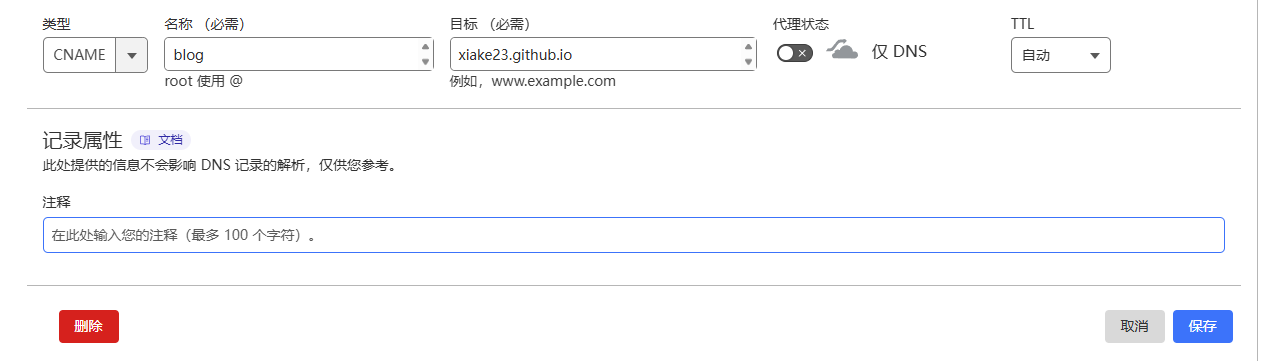 类型 名称 （必需） 目标 （必需） 代理状态 TTL
CNAME blog xiake23.github.io 仅 DNS 自动
root 使用 @ 例如，www.example.com
记录属性 文档
此处提供的信息不会影响 DNS 记录的解析，仅供您参考。
注释
在此处输入您的注释（最多 100 个字符）。
删除 取消 保存